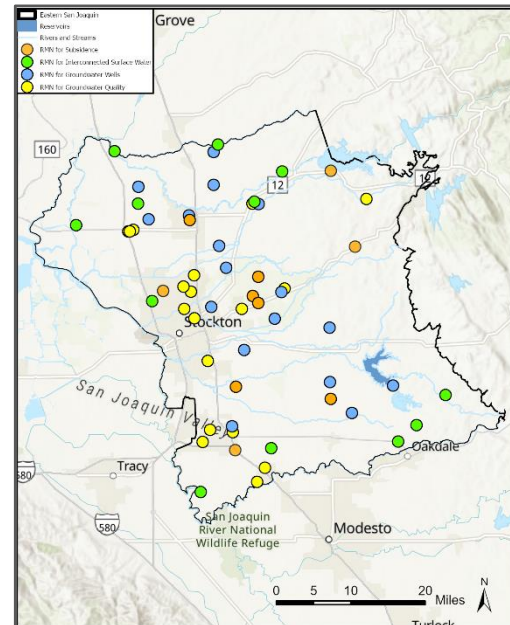 Eastern San Joaquin
Reservoirs
Rivers and Streams
RMN for Subsidence
RMN for Interconnected Surface Water
RMN for Groundwater Wells
RMN for Groundwater Quality
Grove
160
12
Stockton
San Joaquin Valley
Tracy
580
580
Oakdale
San Joaquin
River National
Wildlife Refuge
Modesto
N
0 5 10 20
Miles
Turlock